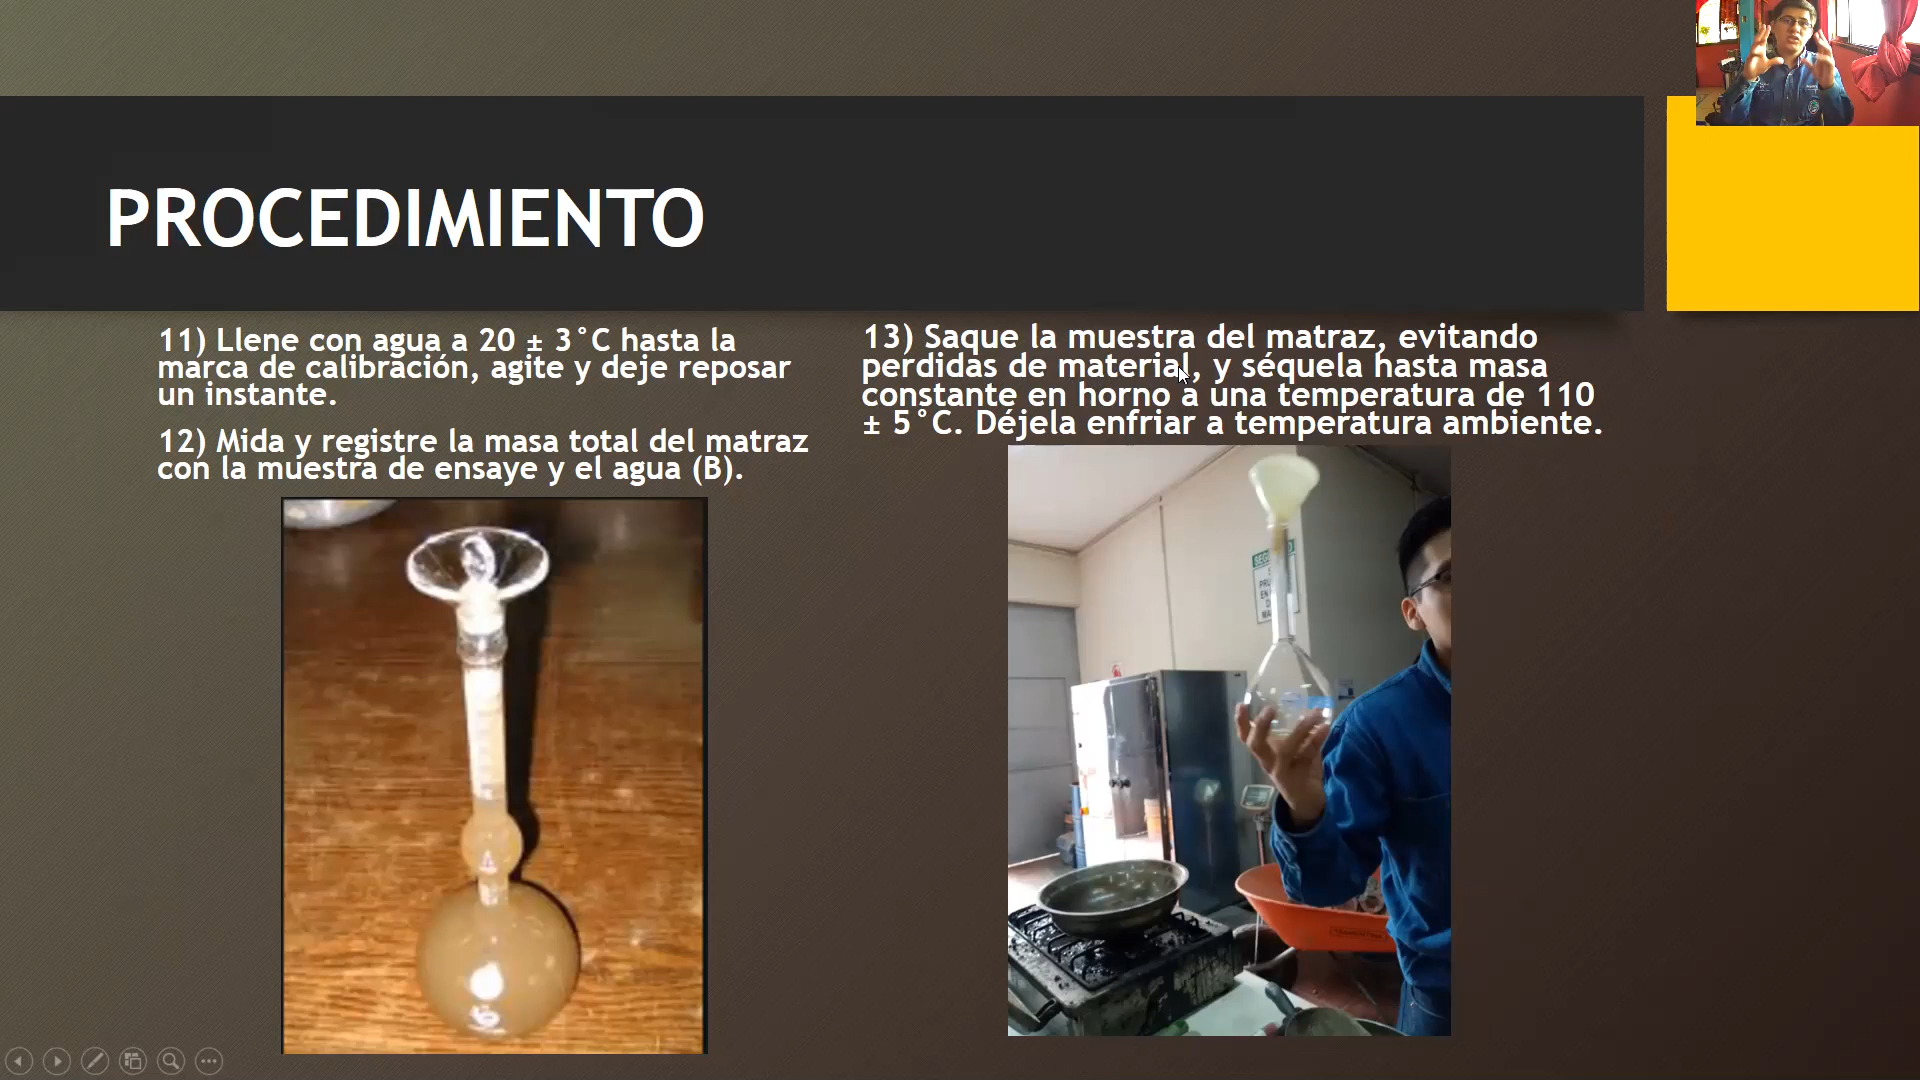 PROCEDIMIENTO
11) Llene con agua a 20 ± 3°C hasta la
marca de calibración, agite y deje reposar
un instante.
12) Mida y registre la masa total del matraz
con la muestra de ensaye y el agua (B).
13) Saque la muestra del matraz, evitando
perdidas de material, y séquela hasta masa
constante en horno a una temperatura de 110
± 5°C. Déjela enfriar a temperatura ambiente.